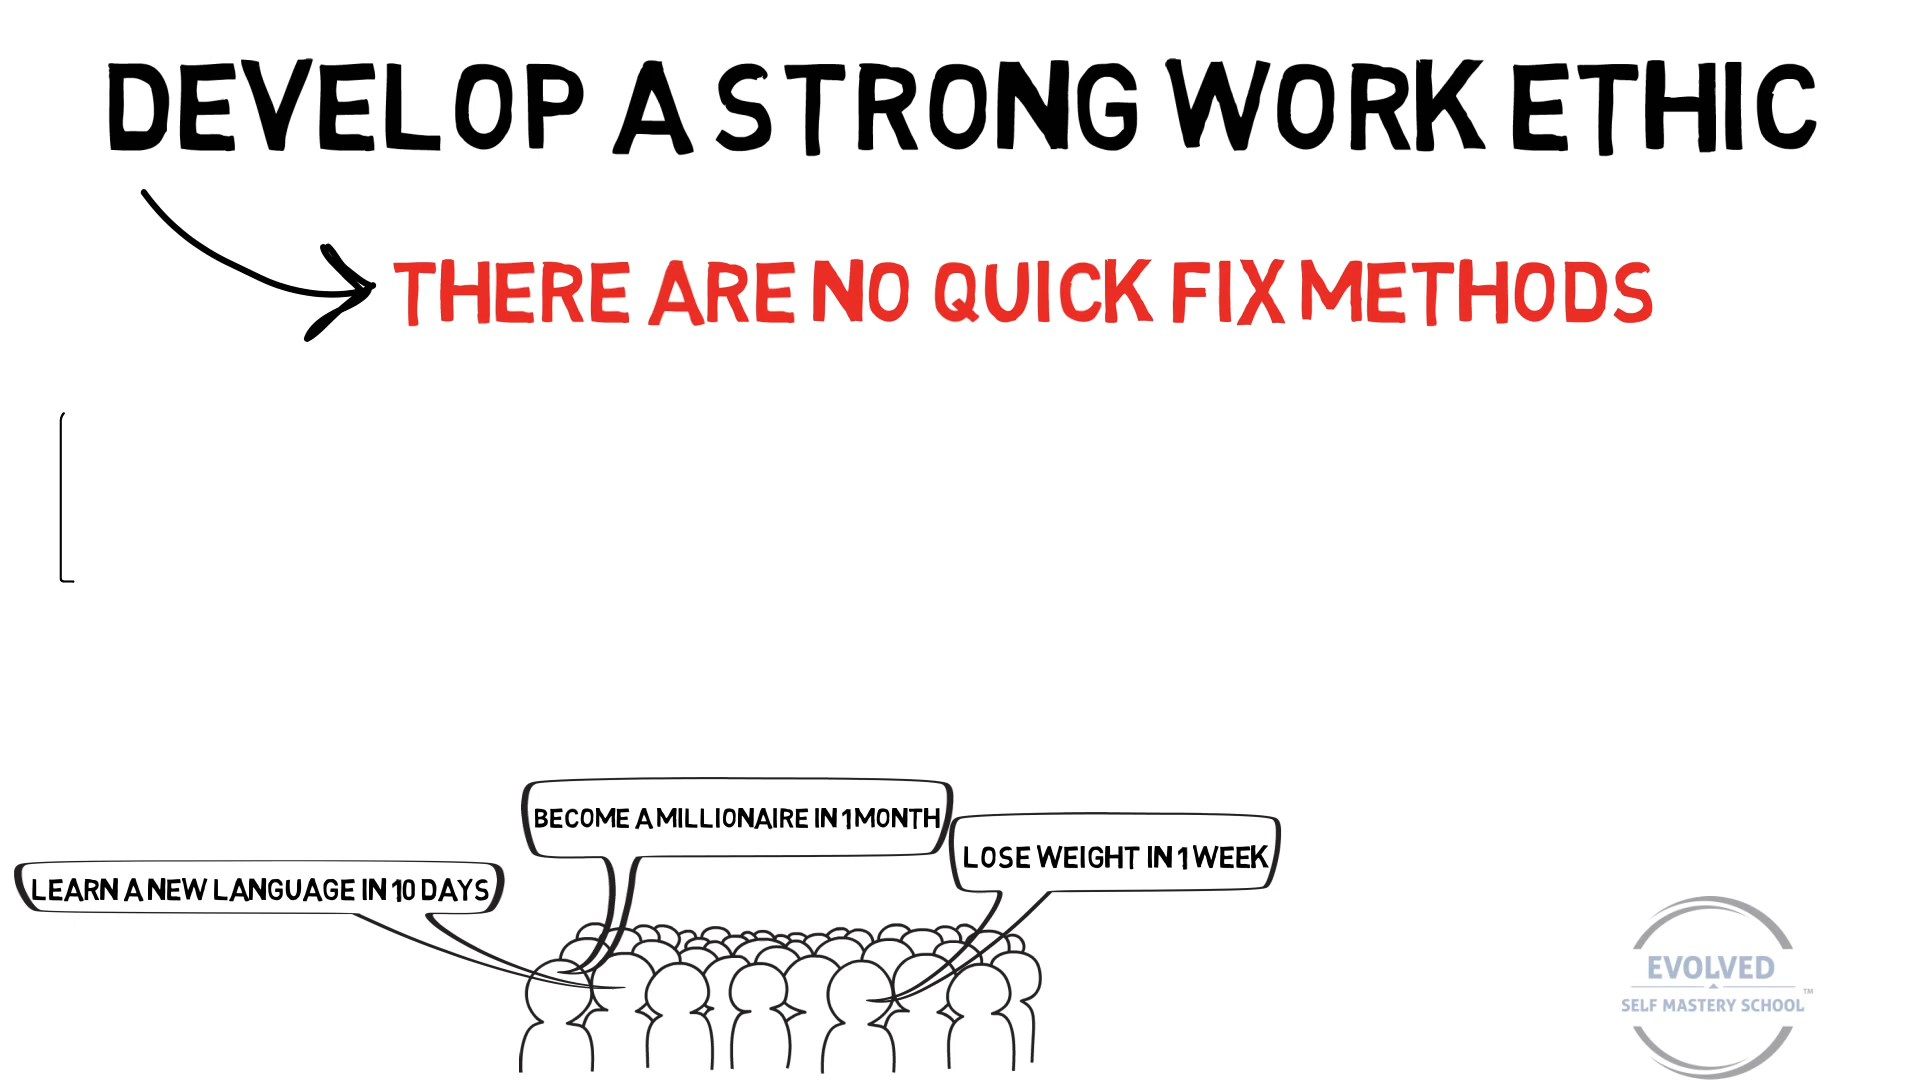 DEVELOP A STRONG WORK ETHIC
THERE ARE NO QUICK FIX METHODS
BECOME A MILLIONAIRE IN 1 MONTH
LOSE WEIGHT IN 1 WEEK
LEARN A NEW LANGUAGE IN 10 DAYS
EVOLVED
SELF MASTERY SCHOOL™